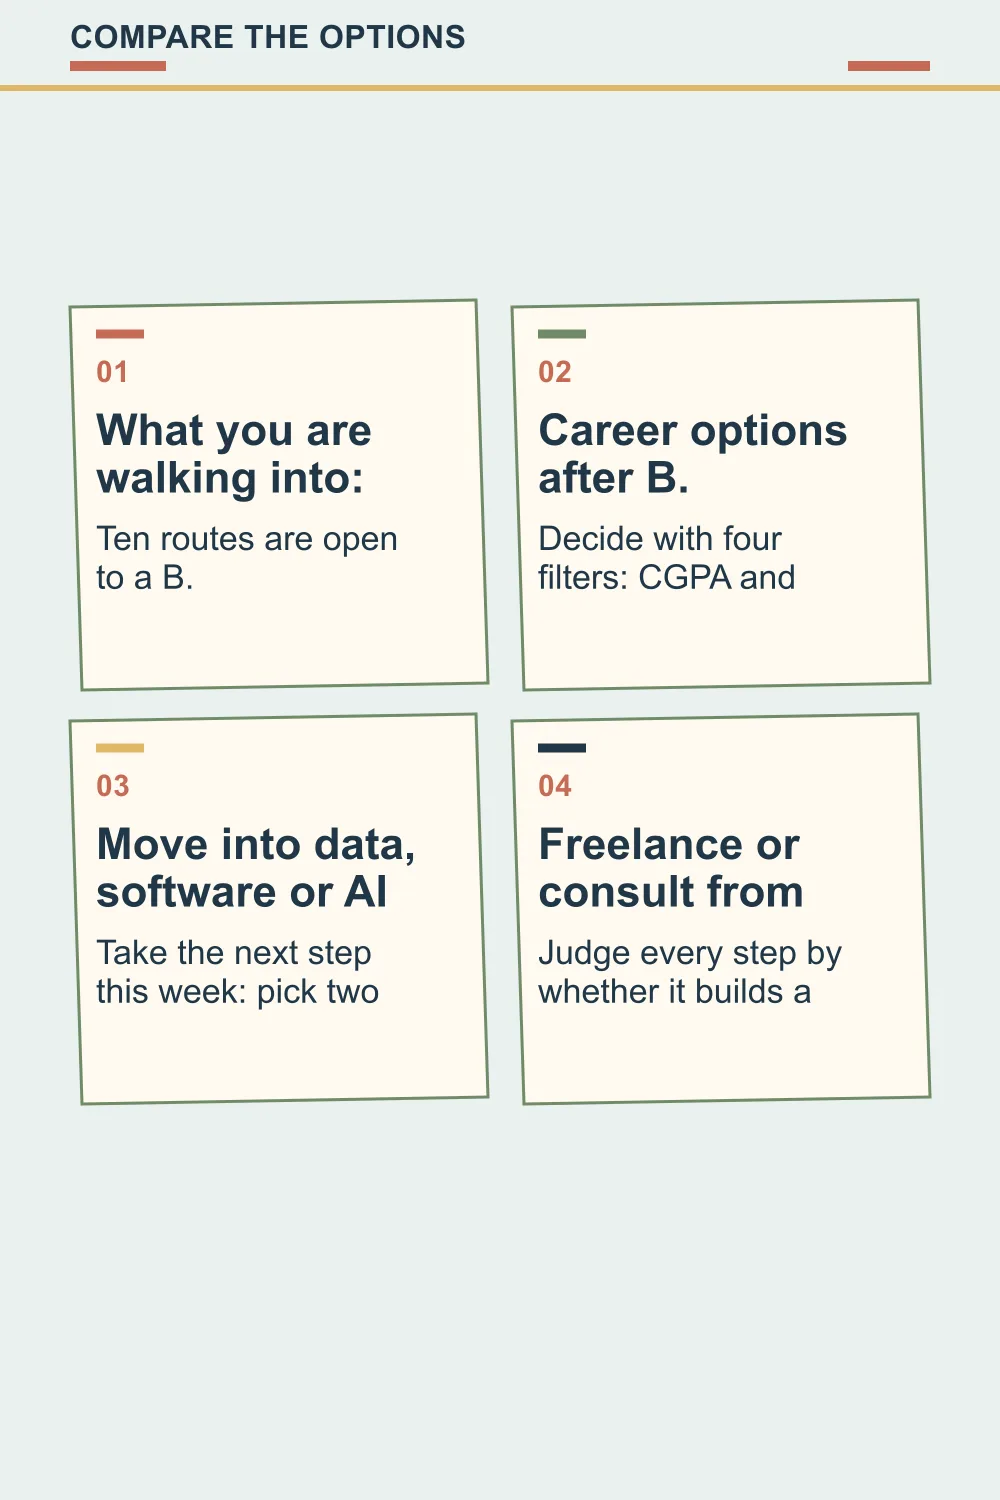 COMPARE THE OPTIONS
01
What you are
walking into:
Ten routes are open
to a B.
02
Career options
after B.
Decide with four
filters: CGPA and
03
Move into data,
software or AI
Take the next step
this week: pick two
04
Freelance or
consult from
Judge every step by
whether it builds a